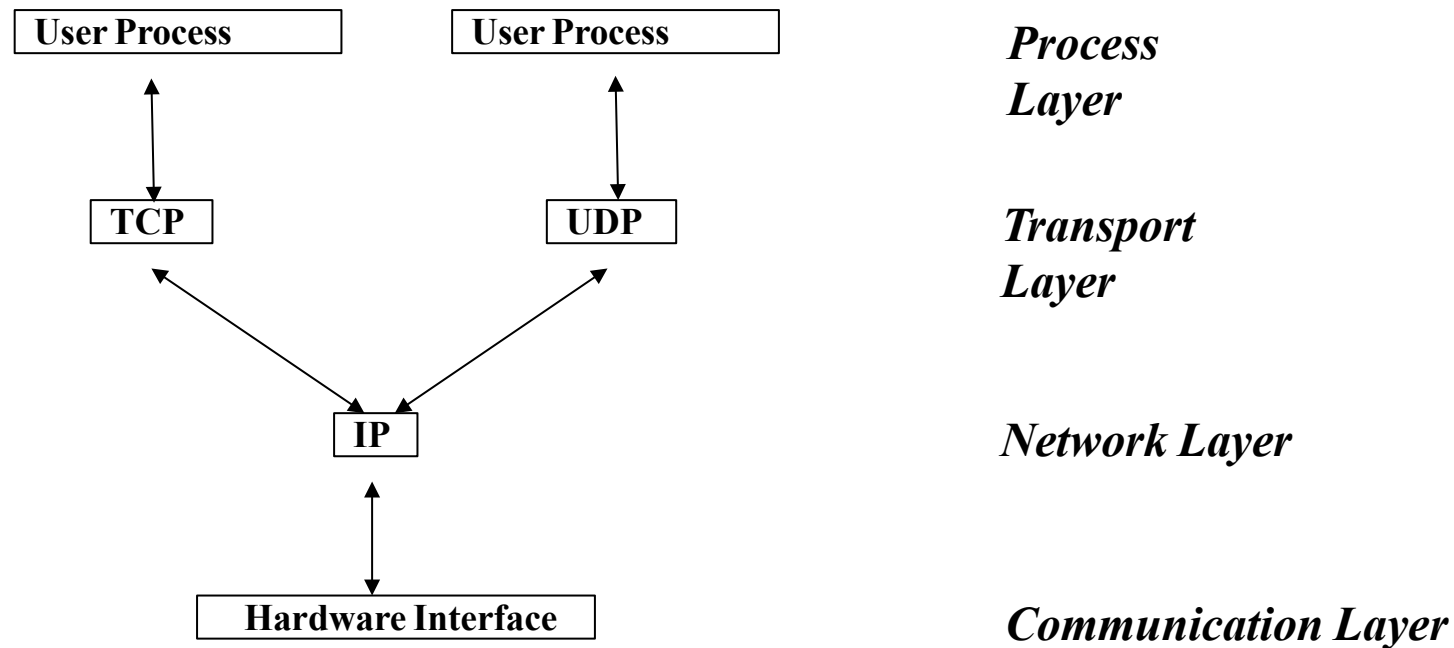 User Process
User Process
Process
Layer
TCP
UDP
Transport
Layer
IP
Network Layer
Hardware Interface
Communication Layer